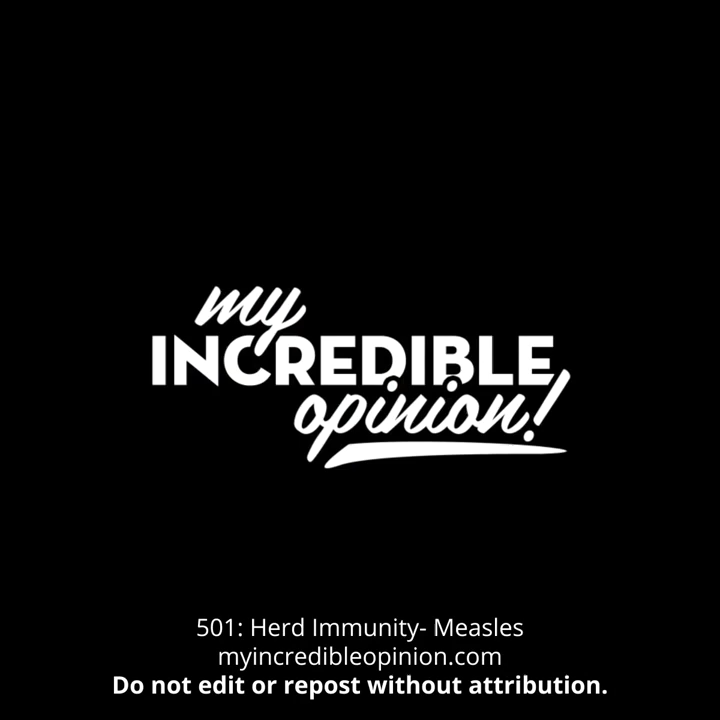 my
INCREDIBLE
opinion!
501: Herd Immunity- Measles
myincredibleopinion.com
Do not edit or repost without attribution.